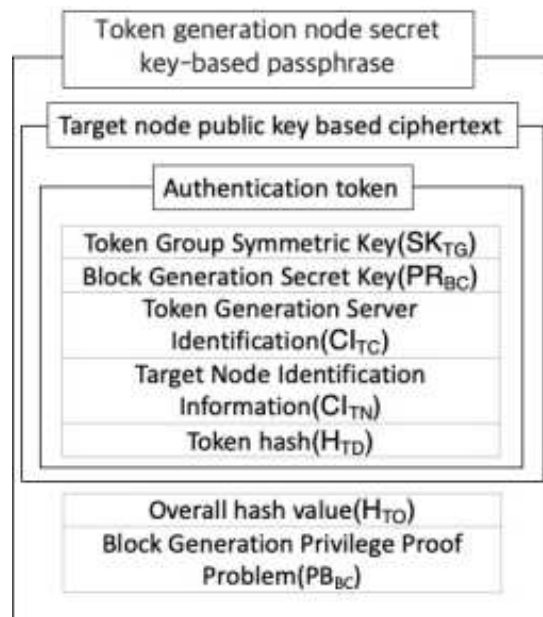 Token generation node secret
key-based passphrase
Target node public key based ciphertext
Authentication token
Token Group Symmetric Key(SKTG)
Block Generation Secret Key(PRBC)
Token Generation Server
Identification(CITC)
Target Node Identification
Information(CITN)
Token hash(HTD)
Overall hash value(HTO)
Block Generation Privilege Proof
Problem(PBBC)